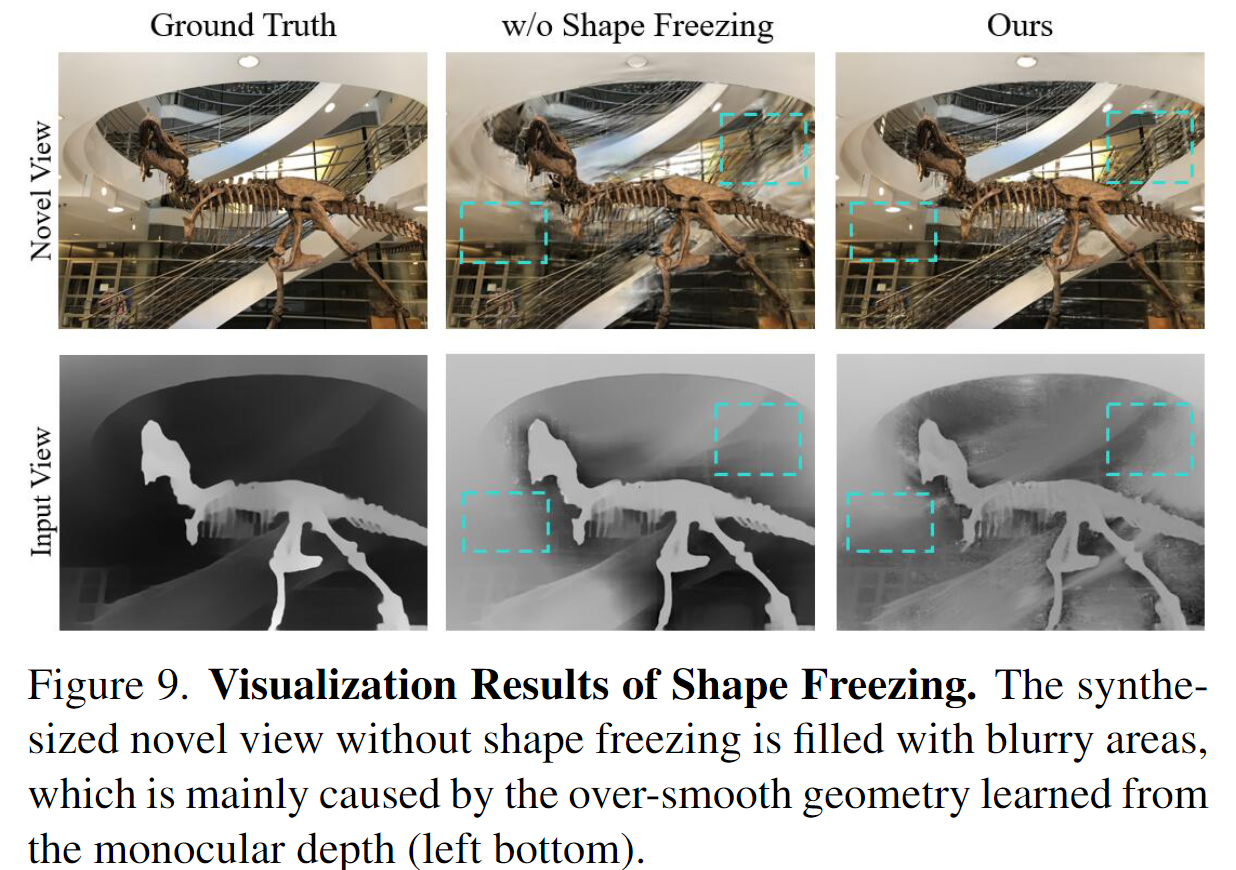 Ground Truth
w/o Shape Freezing
Ours
Novel View
Input View
Figure 9. Visualization Results of Shape Freezing. The synthe-
sized novel view without shape freezing is filled with blurry areas,
which is mainly caused by the over-smooth geometry learned from
the monocular depth (left bottom).